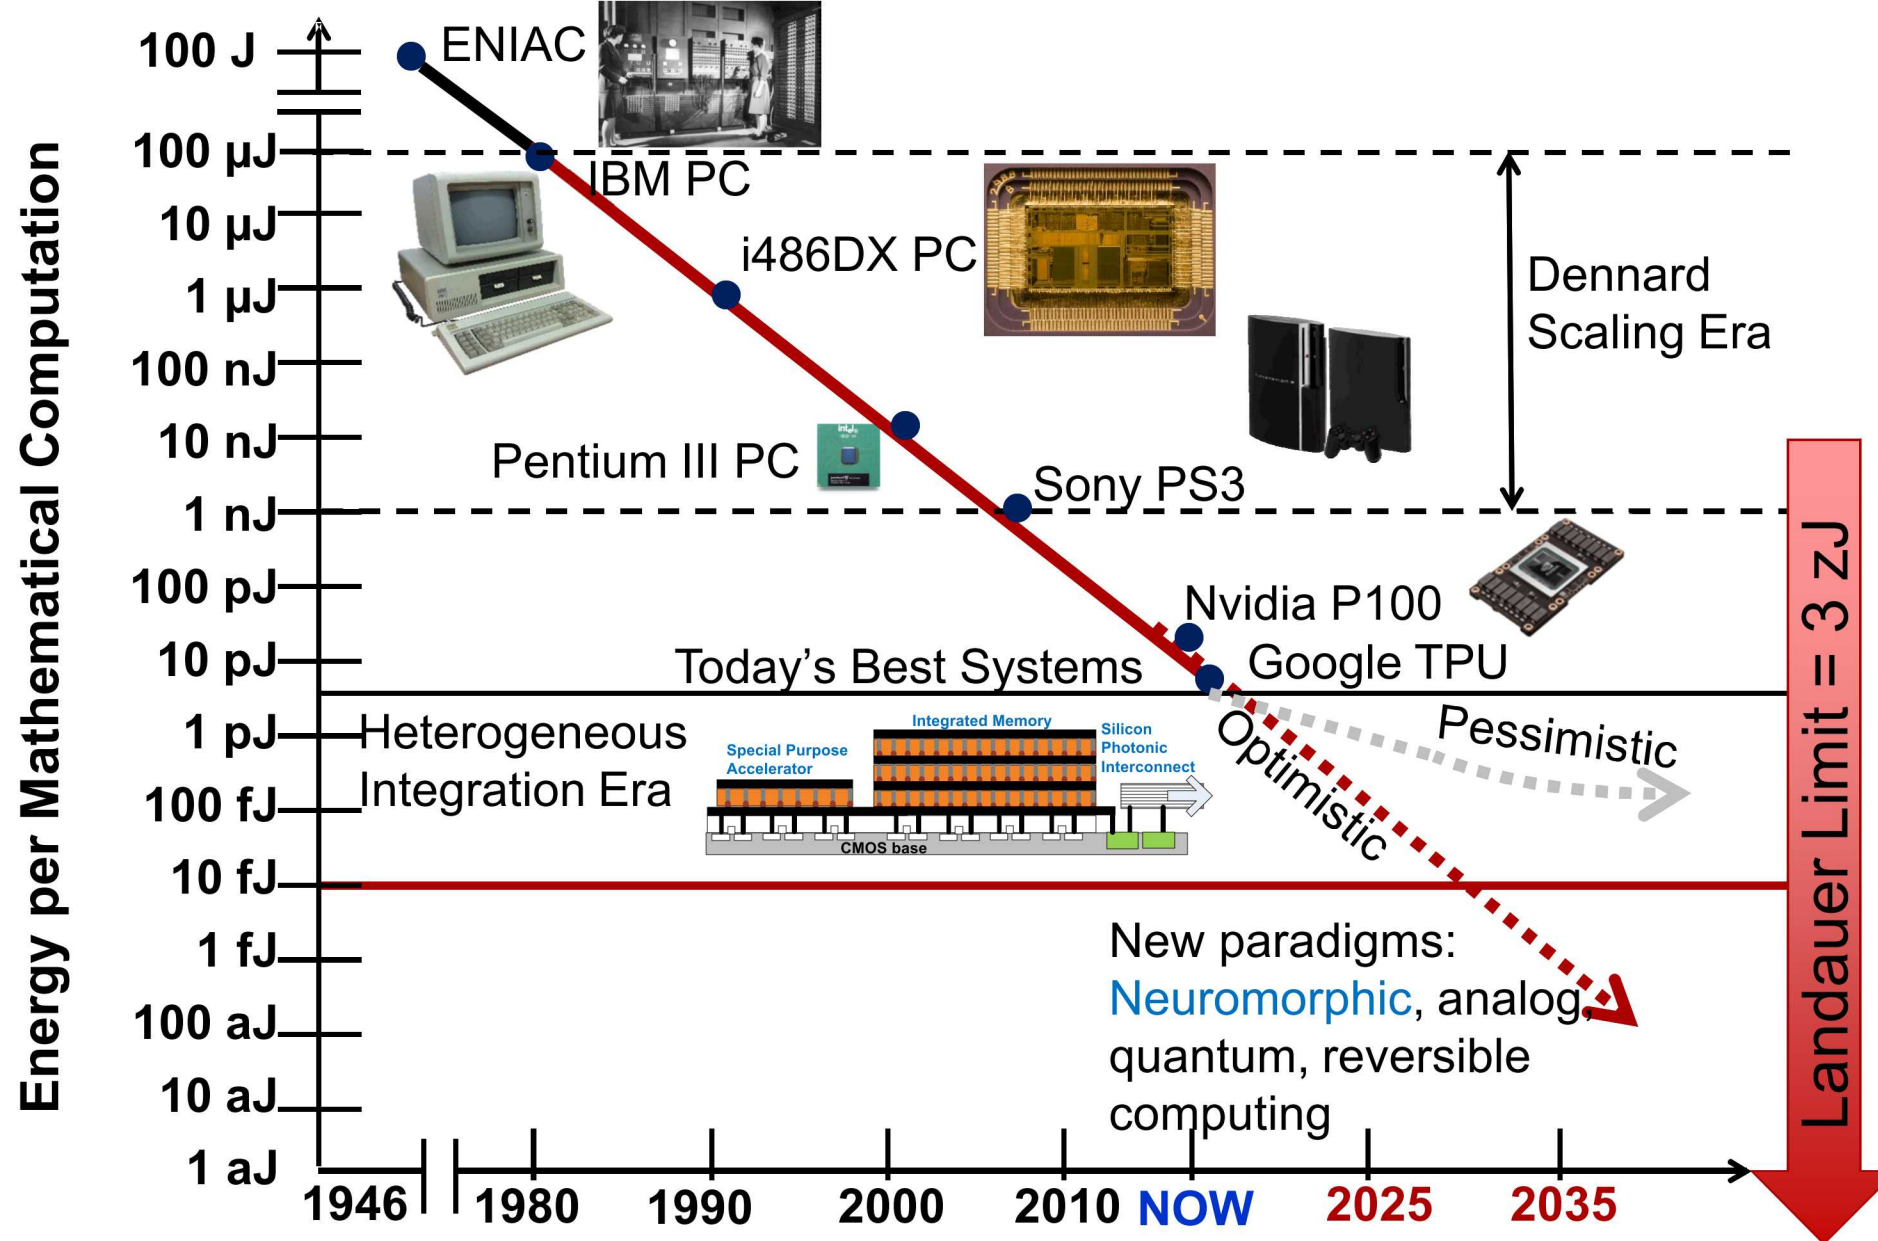 Energy per Mathematical Computation
100 J
100 µJ
10 µJ
1 µJ
100 nJ
10 nJ
1 nJ
100 pJ
10 pJ
1 pJ
100 fJ
10 fJ
1 fJ
100 aJ
10 aJ
1 aJ
ENIAC
IBM PC
i486DX PC
Dennard
Scaling Era
Pentium III PC
intel
Sony PS3
Nvidia P100
Google TPU
Today's Best Systems
Heterogeneous
Integration Era
Special Purpose
Accelerator
Integrated Memory
Silicon
Photonic
Interconnect
CMOS base
Pessimistic
Optimistic
New paradigms:
Neuromorphic, analog,
quantum, reversible
computing
Landauer Limit = 3 zJ
1946
1980
1990
2000
2010
NOW
2025
2035